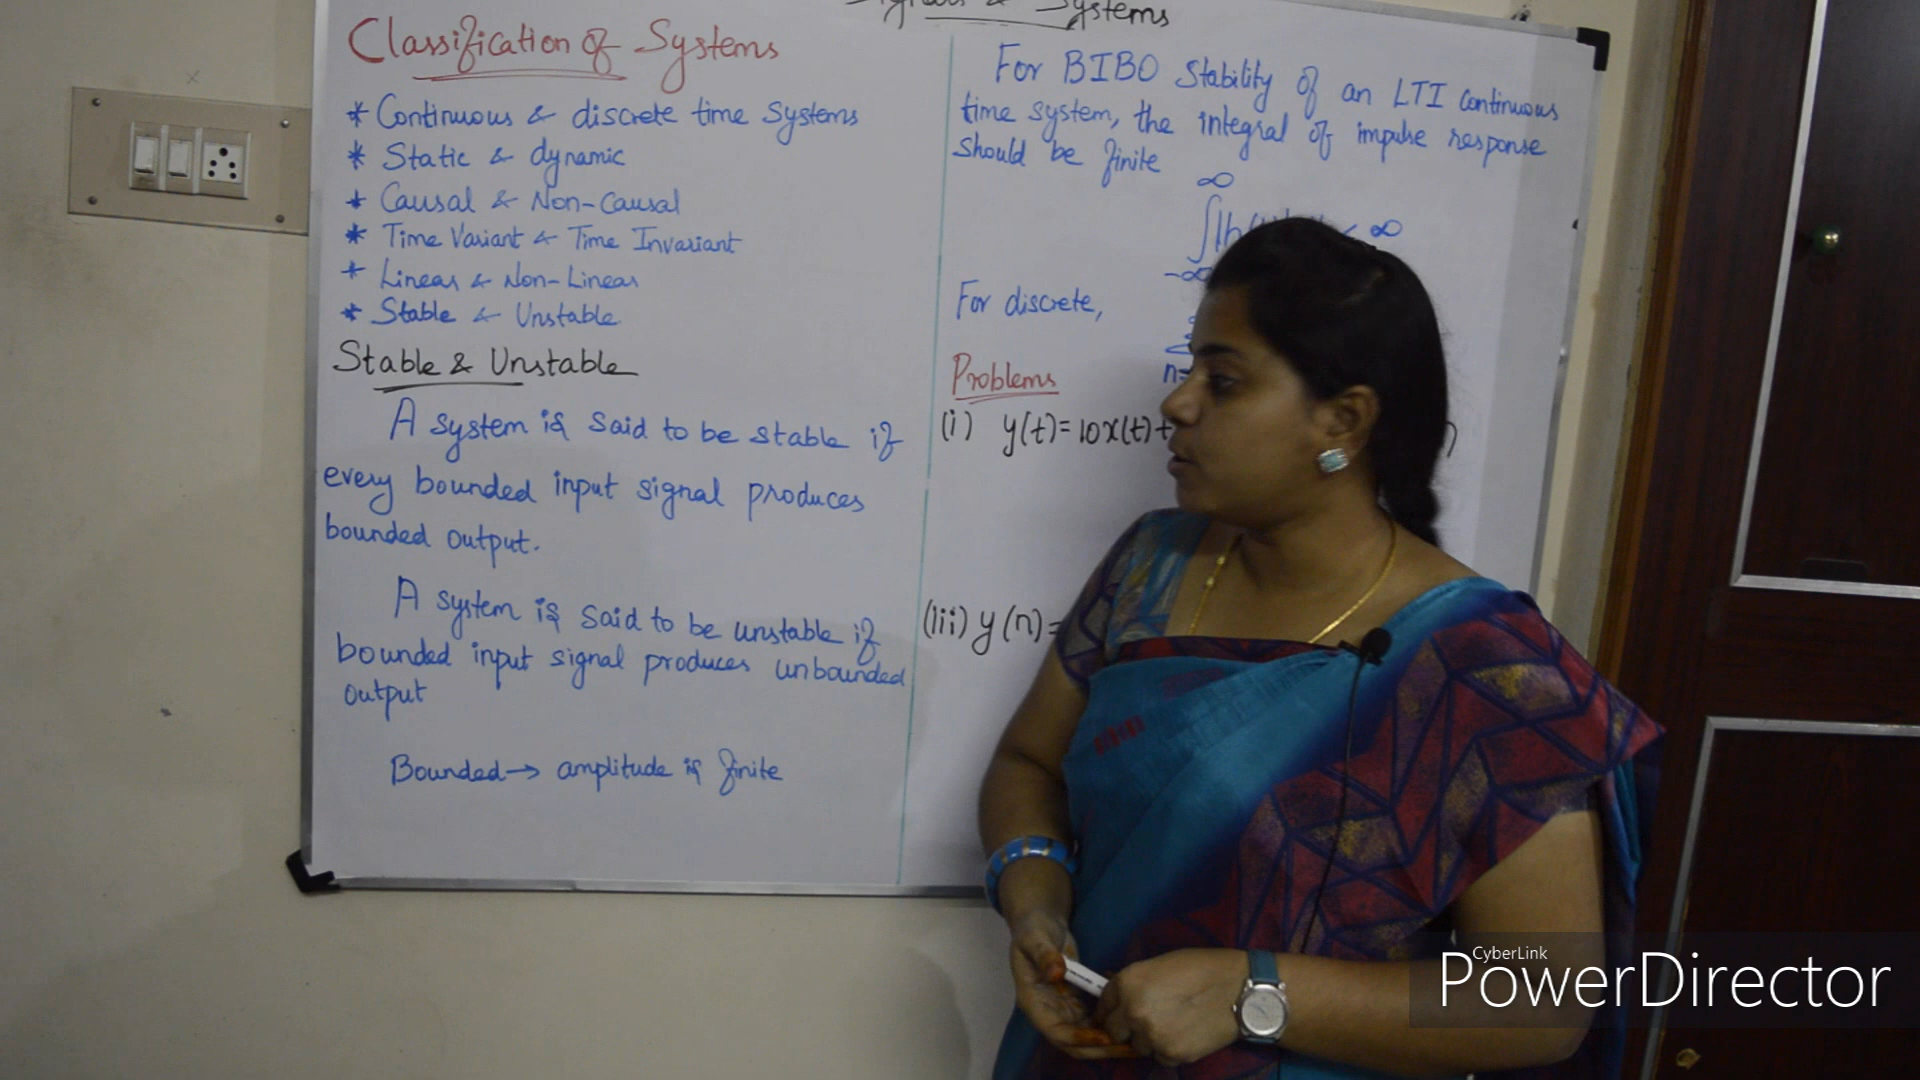 Systems
Classification of Systems
* Continuous & discrete time Systems
* Static & dynamic
* Causal & Non-Causal
* Time Variant & Time Invariant
* Linear & Non-Linear
* Stable & Unstable
Stable & Unstable
A system is said to be stable if
every bounded input signal produces
bounded output.
A system is said to be unstable if
bounded input signal produces unbounded
output
Bounded → amplitude is finite
For BIBO Stability of an LTI continuous
time system, the integral of impulse response
should be finite
∞
∫|h < ∞
-∞
For discrete,
n=
Problems
(i) y(t)=10x(t)+
(iii) y(n)=
CyberLink
PowerDirector